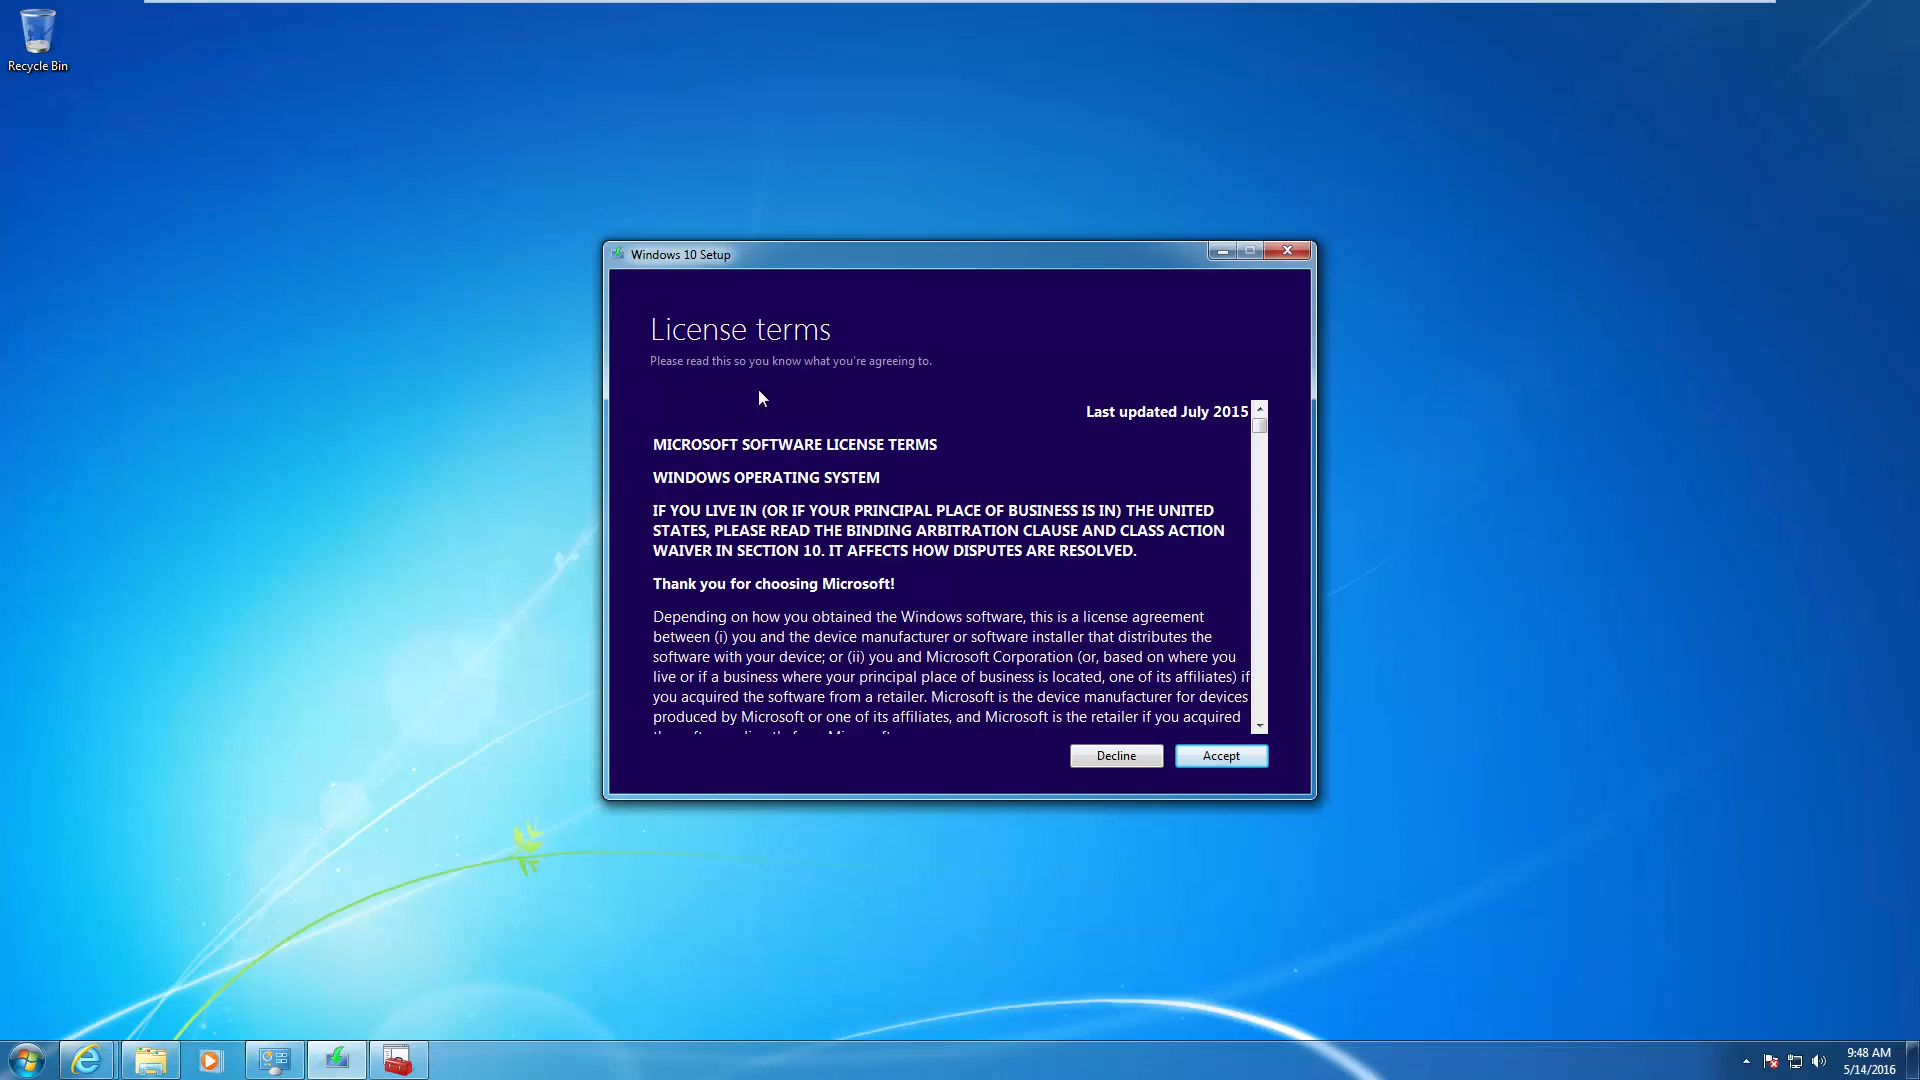 Recycle Bin
Windows 10 Setup
License terms
Please read this so you know what you're agreeing to.
Last updated July 2015
MICROSOFT SOFTWARE LICENSE TERMS
WINDOWS OPERATING SYSTEM
IF YOU LIVE IN (OR IF YOUR PRINCIPAL PLACE OF BUSINESS IS IN) THE UNITED
STATES, PLEASE READ THE BINDING ARBITRATION CLAUSE AND CLASS ACTION
WAIVER IN SECTION 10. IT AFFECTS HOW DISPUTES ARE RESOLVED.
Thank you for choosing Microsoft!
Depending on how you obtained the Windows software, this is a license agreement
between (i) you and the device manufacturer or software installer that distributes the
software with your device; or (ii) you and Microsoft Corporation (or, based on where you
live or if a business where your principal place of business is located, one of its affiliates) if
you acquired the software from a retailer. Microsoft is the device manufacturer for devices
produced by Microsoft or one of its affiliates, and Microsoft is the retailer if you acquired
Decline
Accept
9:48 AM
5/14/2016